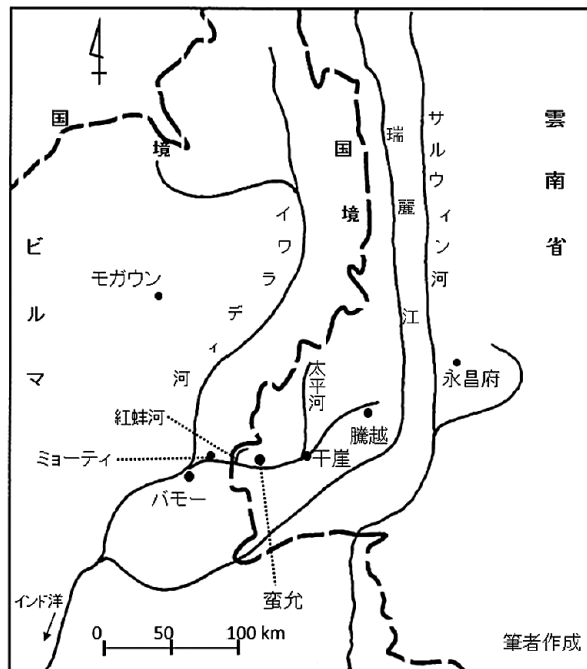 国境
国境
雲南省
サルウィン河
瑞麗江
イワラディ河
ビルマ
モガウン
太平河
永昌府
騰越
紅蚌河
ミョーティ
干崖
バモー
蛮允
インド洋
0 50 100 km
筆者作成